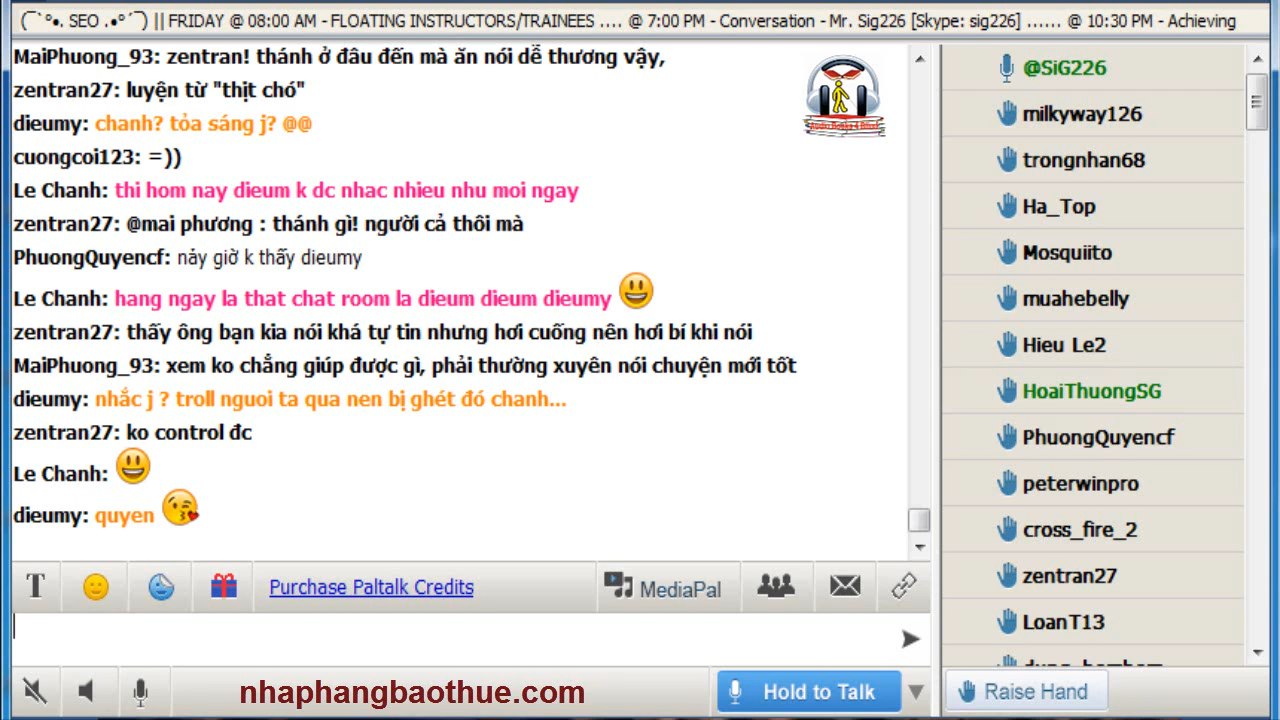 (¯`°•. SEO .•°´¯) || FRIDAY @ 08:00 AM - FLOATING INSTRUCTORS/TRAINEES .... @ 7:00 PM - Conversation - Mr. Sig226 [Skype: sig226] ...... @ 10:30 PM - Achieving
MaiPhuong_93: zentran! thánh ở đâu đến mà ăn nói dễ thương vậy,
zentran27: luyện từ "thịt chó"
dieumy: chanh? tỏa sáng j? @@
cuongcoi123: =))
Le Chanh: thi hom nay dieum k dc nhac nhieu nhu moi ngay
zentran27: @mai phương : thánh gì! người cả thôi mà
PhuongQuyencf: nảy giờ k thấy dieumy
Le Chanh: hang ngay la that chat room la dieum dieum dieumy
zentran27: thấy ông bạn kia nói khá tự tin nhưng hơi cuống nên hơi bí khi nói
MaiPhuong_93: xem ko chẳng giúp được gì, phải thường xuyên nói chuyện mới tốt
dieumy: nhắc j ? troll nguoi ta qua nen bị ghét đó chanh...
zentran27: ko control đc
Le Chanh:
dieumy: quyen
T
Purchase Paltalk Credits
MediaPal
nhaphangbaothue.com
Hold to Talk
@SiG226
milkyway126
trongnhan68
Ha_Top
Mosquiito
muahebelly
Hieu Le2
HoaiThuongSG
PhuongQuyencf
peterwinpro
cross_fire_2
zentran27
LoanT13
Raise Hand